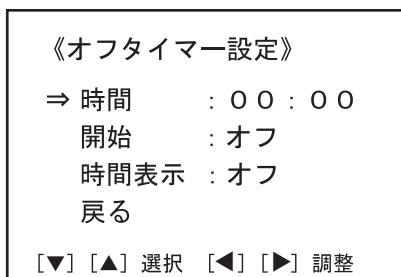 《オフタイマー設定》
⇒ 時間 : 00 : 00
開始 : オフ
時間表示 : オフ
戻る
[▼] [▲] 選択 [◀] [▶] 調整